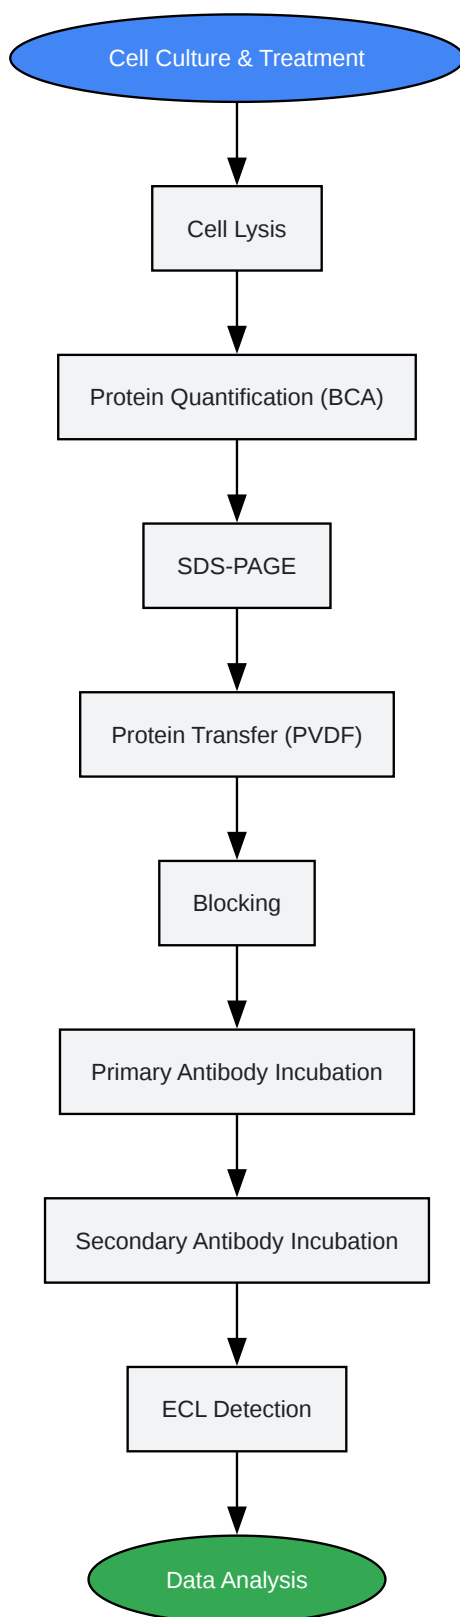 Cell Culture & Treatment
Cell Lysis
Protein Quantification (BCA)
SDS-PAGE
Protein Transfer (PVDF)
Blocking
Primary Antibody Incubation
Secondary Antibody Incubation
ECL Detection
Data Analysis